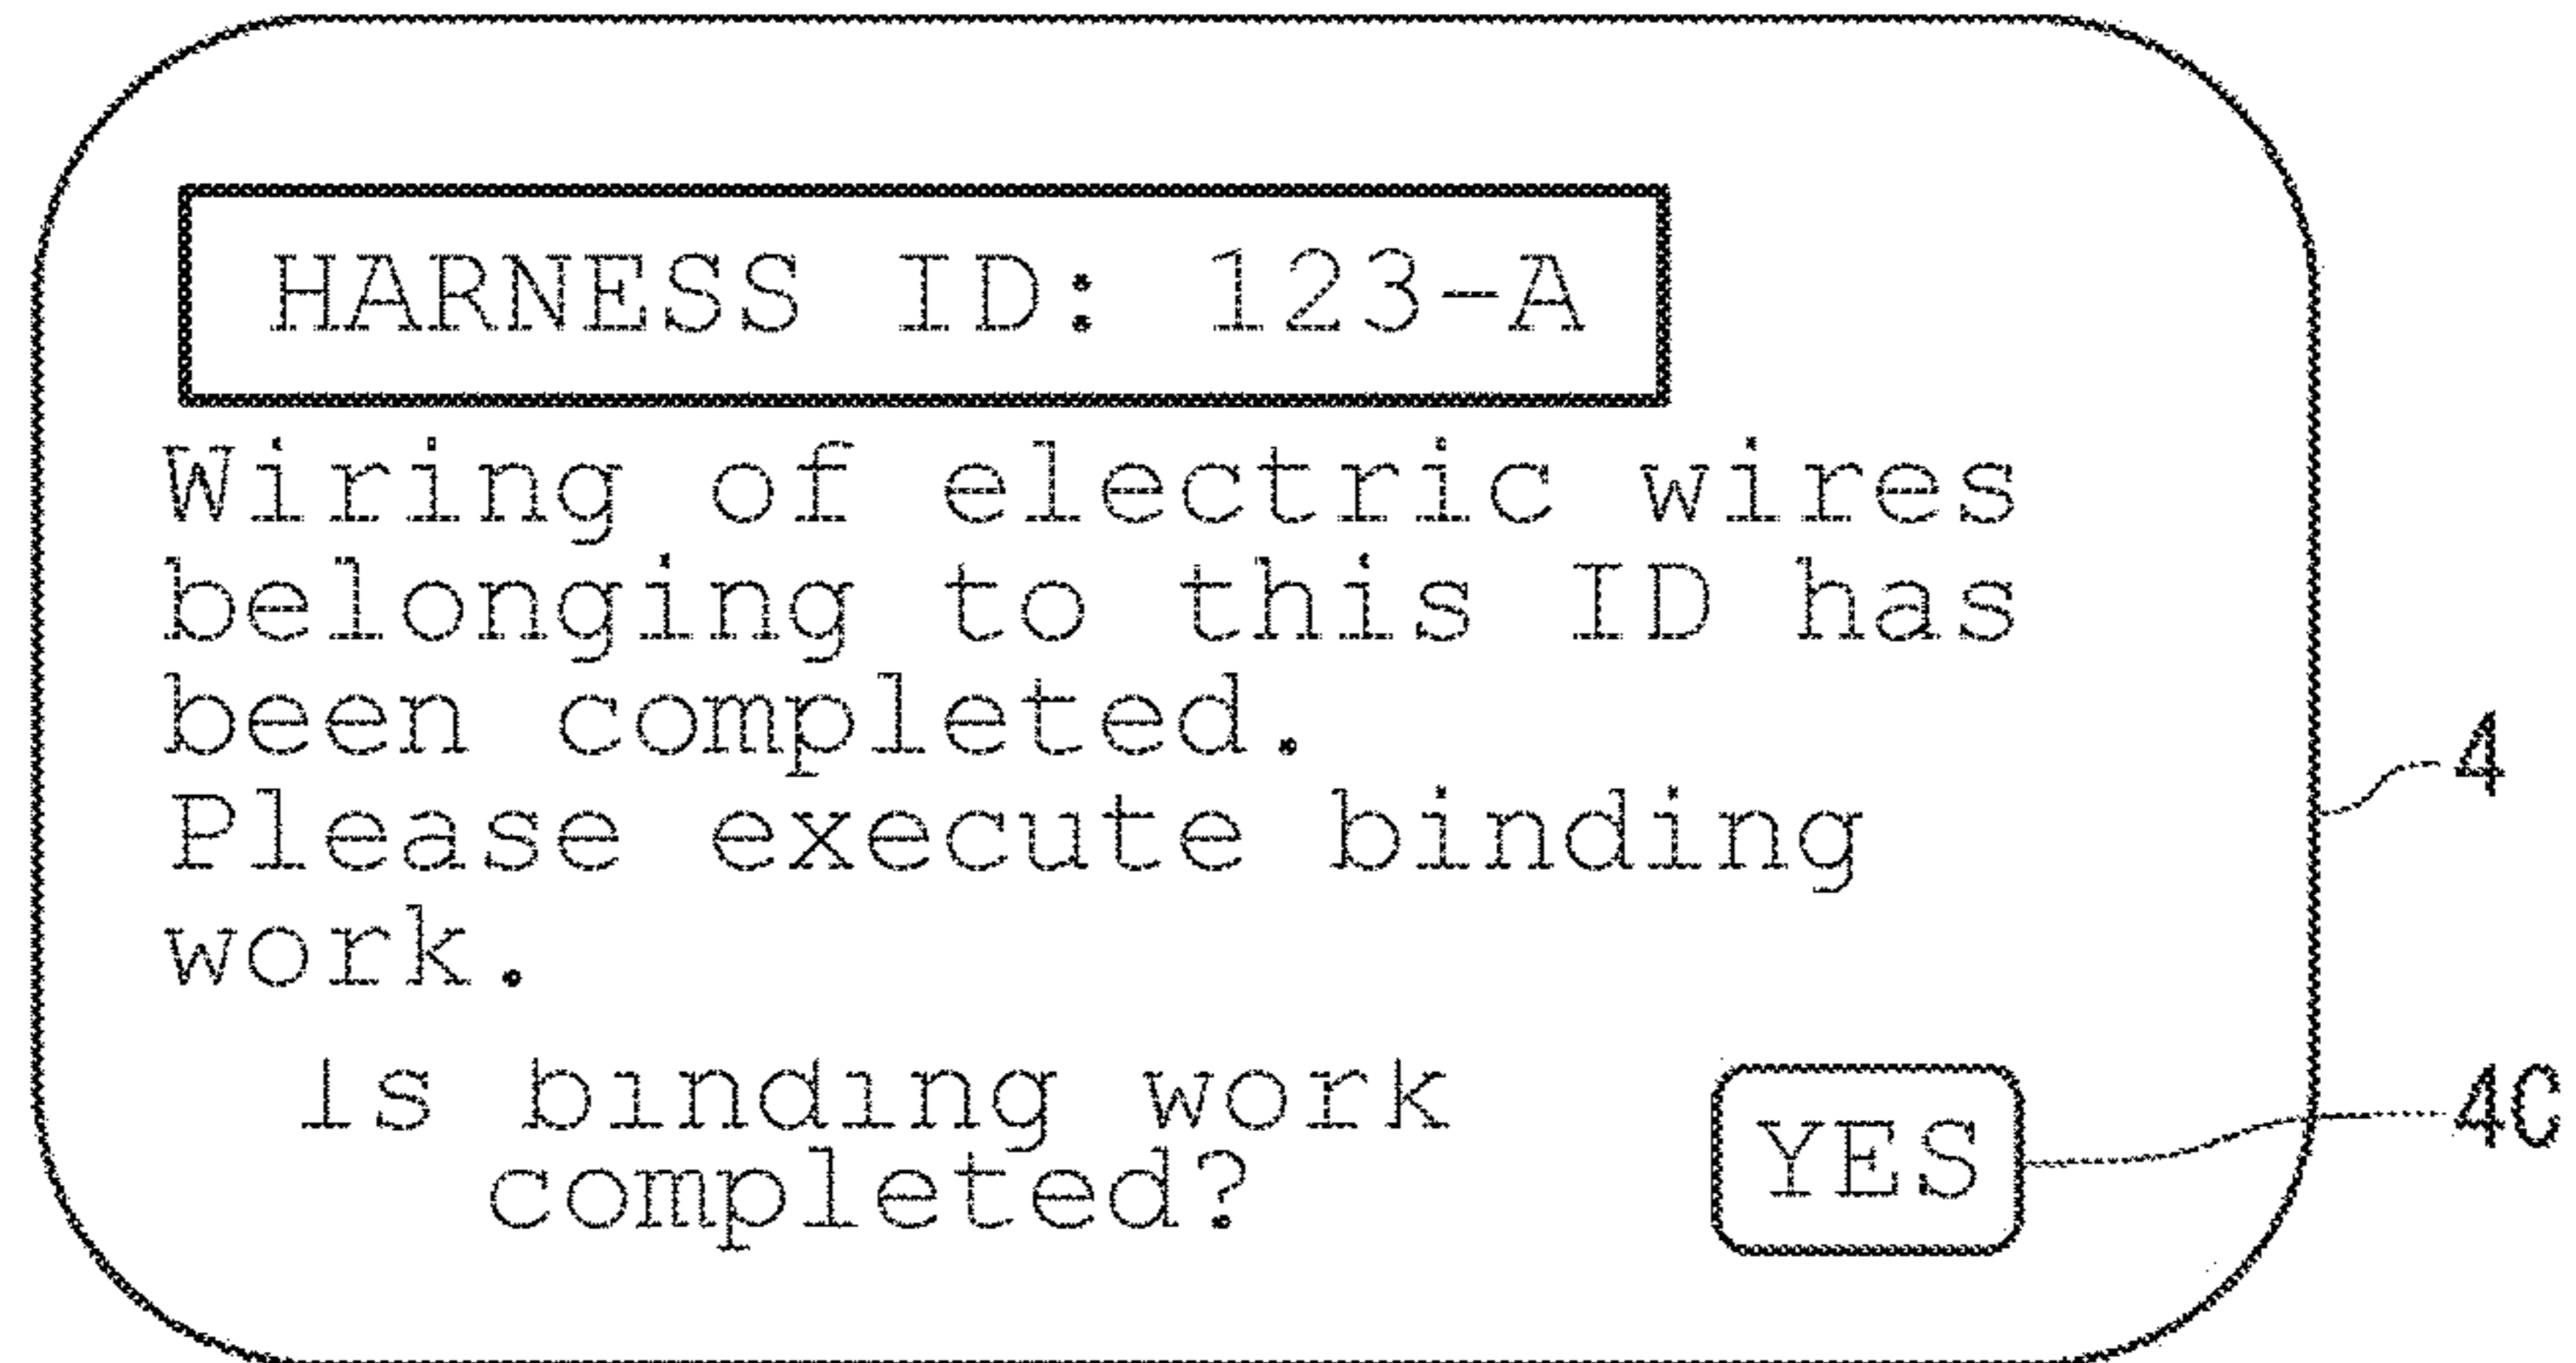 HARNESS ID: 123-A
Wiring of electric wires
belonging to this ID has
been completed.
Please execute binding
work.
Is binding work
completed?
YES
4
4C